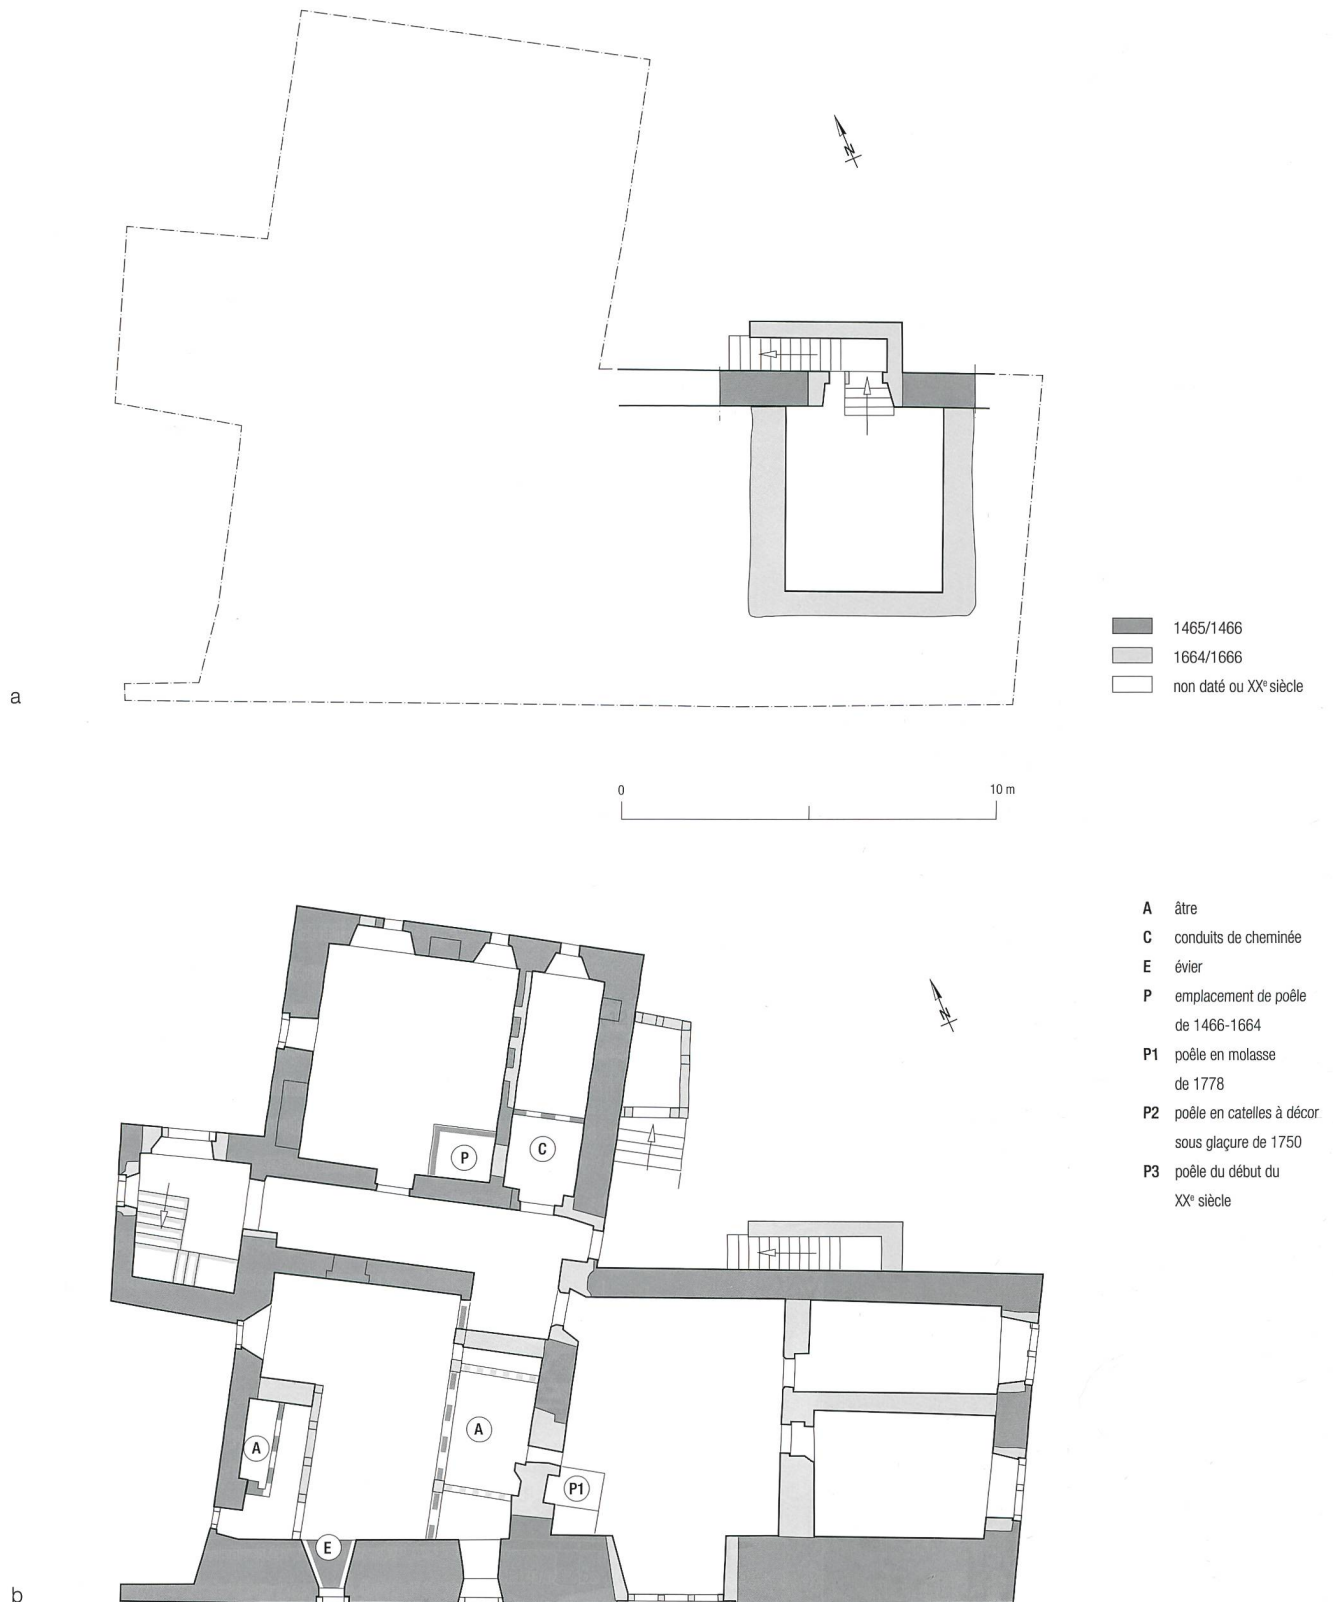 N
1465/1466
1664/1666
non daté ou XXe siècle
a
0
10 m
A âtre
C conduits de cheminée
E évier
P emplacement de poêle
de 1466-1664
P1 poêle en molasse
de 1778
P2 poêle en catelles à décor
sous glaçure de 1750
P3 poêle du début du
XXe siècle
N
P
C
A
A
P1
E
b